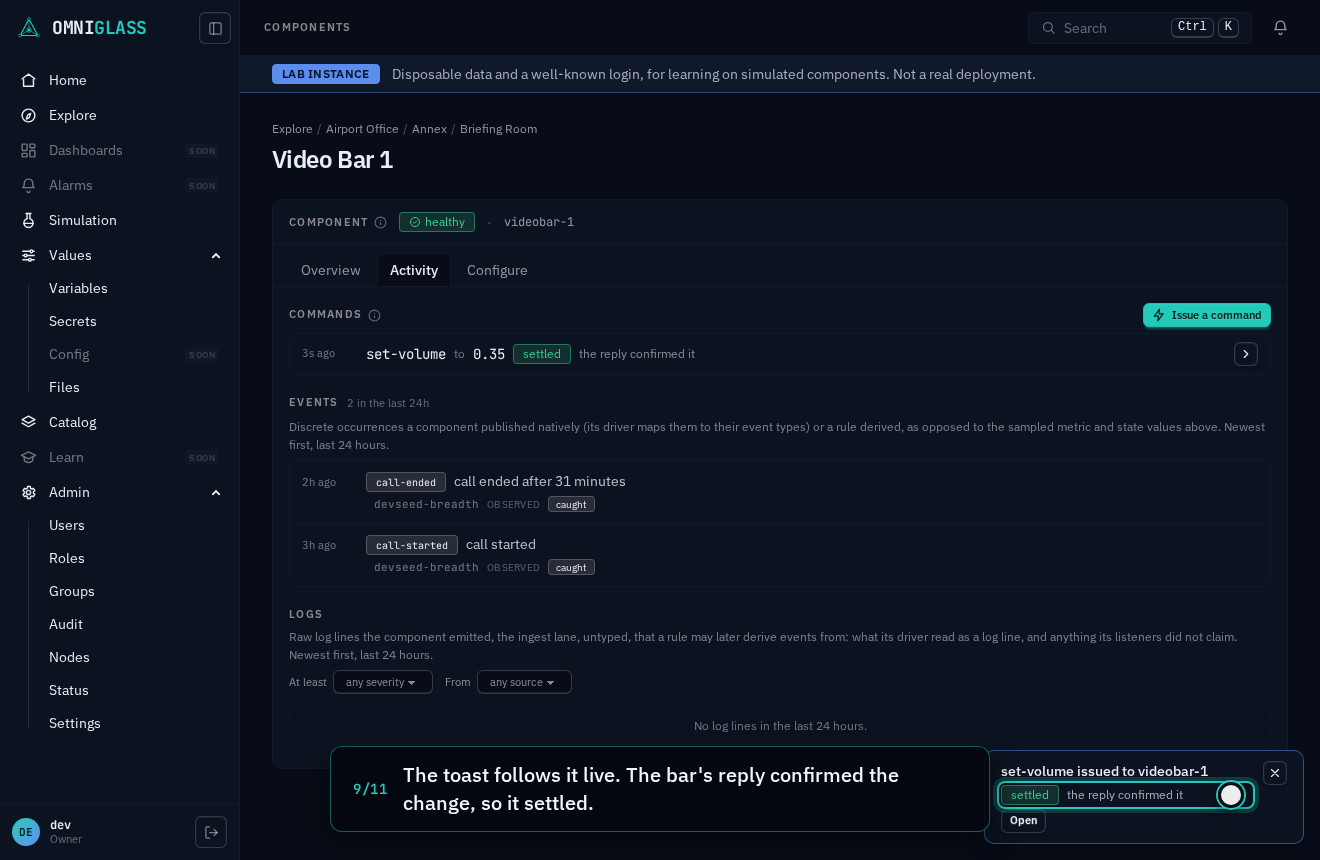 OMNIGLASS
COMPONENTS
Search
Ctrl K
Home
Explore
Dashboards SOON
Alarms SOON
Simulation
Values
Variables
Secrets
Config SOON
Files
Catalog
Learn SOON
Admin
Users
Roles
Groups
Audit
Nodes
Status
Settings
DE
dev
Owner
LAB INSTANCE Disposable data and a well-known login, for learning on simulated components. Not a real deployment.
Explore / Airport Office / Annex / Briefing Room
Video Bar 1
COMPONENT healthy · videobar-1
Overview Activity Configure
COMMANDS
Issue a command
3s ago set-volume to 0.35 settled the reply confirmed it
EVENTS 2 in the last 24h
Discrete occurrences a component published natively (its driver maps them to their event types) or a rule derived, as opposed to the sampled metric and state values above. Newest
first, last 24 hours.
2h ago call-ended call ended after 31 minutes
devseed-breadth OBSERVED caught
3h ago call-started call started
devseed-breadth OBSERVED caught
LOGS
Raw log lines the component emitted, the ingest lane, untyped, that a rule may later derive events from: what its driver read as a log line, and anything its listeners did not claim.
Newest first, last 24 hours.
At least any severity From any source
No log lines in the last 24 hours.
9/11 The toast follows it live. The bar's reply confirmed the
change, so it settled.
set-volume issued to videobar-1
settled the reply confirmed it
Open